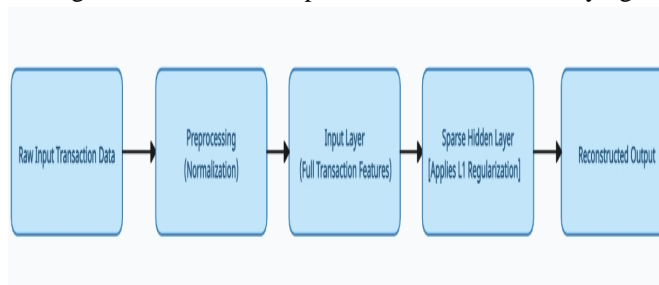 Raw Input Transaction Data
Preprocessing
(Normalization)
Input Layer
(Full Transaction Features)
Sparse Hidden Layer
[Applies L1 Regularization]
Reconstructed Output